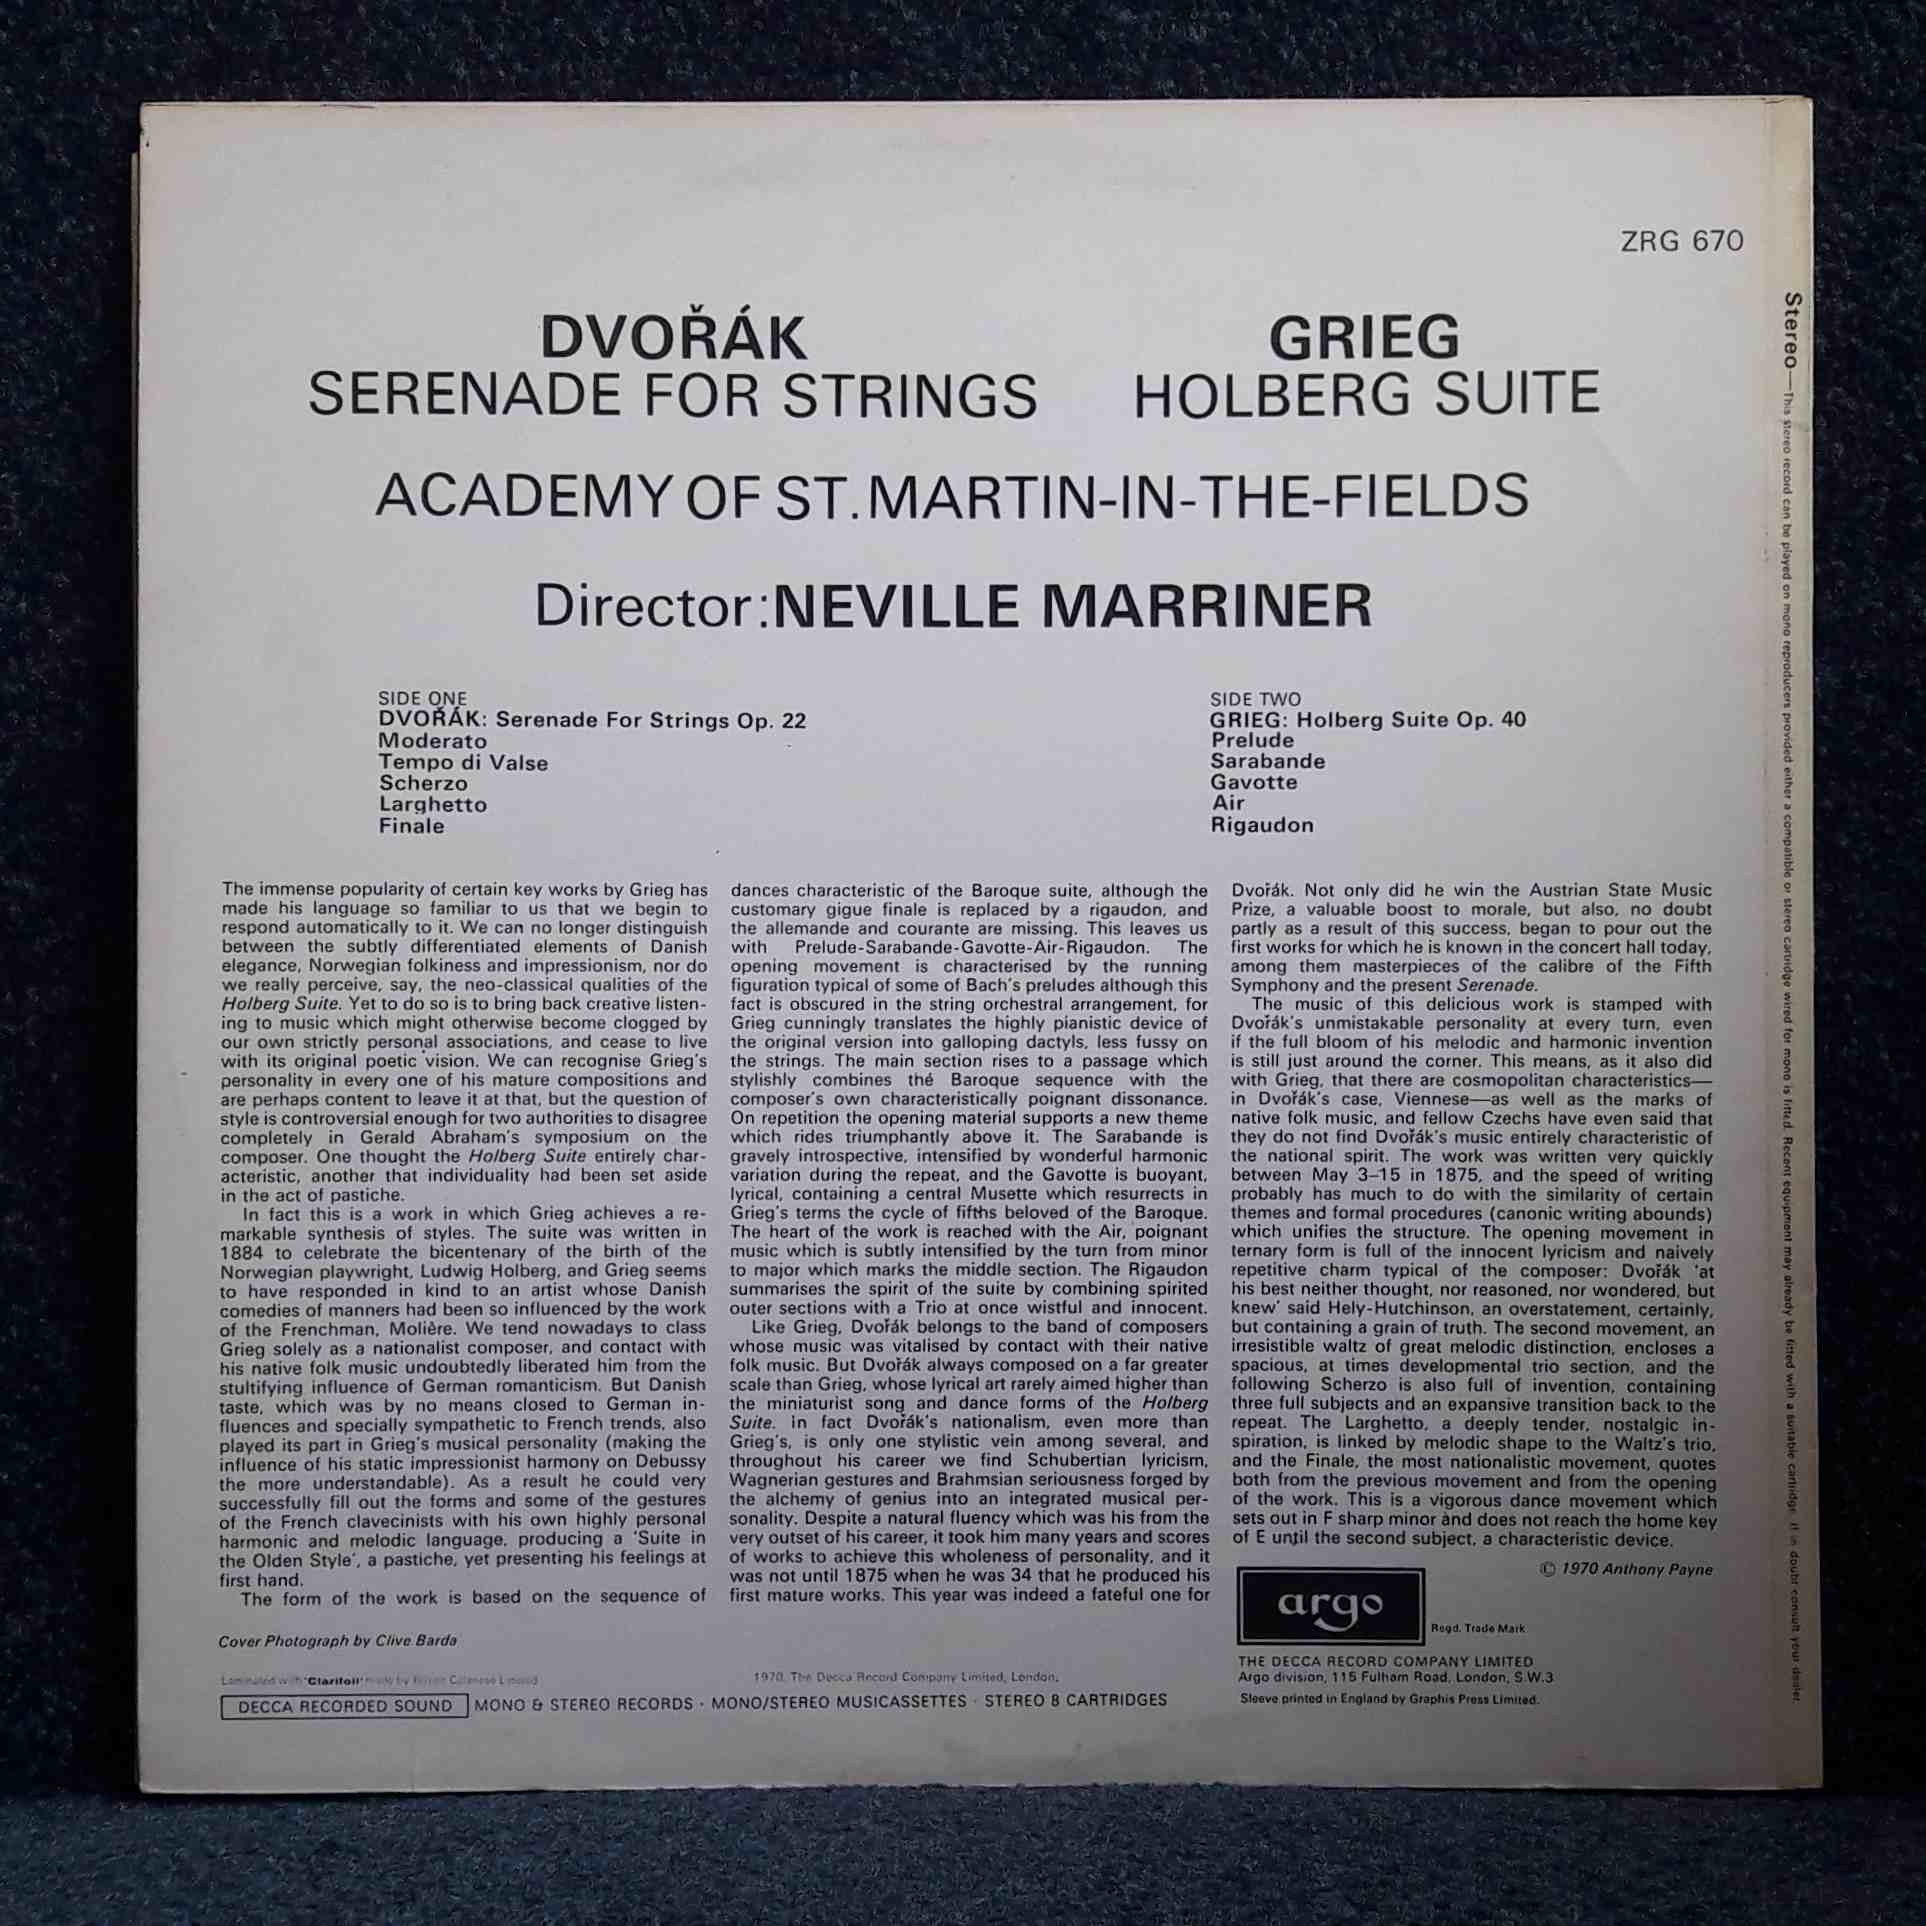 ZRG 670
DVOŘÁK
SERENADE FOR STRINGS
GRIEG
HOLBERG SUITE
ACADEMY OF ST. MARTIN-IN-THE-FIELDS
Director: NEVILLE MARRINER
SIDE ONE
DVOŘÁK: Serenade For Strings Op. 22
Moderato
Tempo di Valse
Scherzo
Larghetto
Finale
SIDE TWO
GRIEG: Holberg Suite Op. 40
Prelude
Sarabande
Gavotte
Air
Rigaudon
The immense popularity of certain key works by Grieg has
made his language so familiar to us that we begin to
respond automatically to it. We can no longer distinguish
between the subtly differentiated elements of Danish
elegance, Norwegian folkiness and impressionism, nor do
we really perceive, say, the neo-classical qualities of the
Holberg Suite. Yet to do so is to bring back creative listen-
ing to music which might otherwise become clogged by
our own strictly personal associations, and cease to live
with its original poetic vision. We can recognise Grieg's
personality in every one of his mature compositions and
are perhaps content to leave it at that, but the question of
style is controversial enough for two authorities to disagree
completely in Gerald Abraham's symposium on the
composer. One thought the Holberg Suite entirely char-
acteristic, another that individuality had been set aside
in the act of pastiche.
In fact this is a work in which Grieg achieves a re-
markable synthesis of styles. The suite was written in
1884 to celebrate the bicentenary of the birth of the
Norwegian playwright, Ludwig Holberg, and Grieg seems
to have responded in kind to an artist whose Danish
comedies of manners had been so influenced by the work
of the Frenchman, Molière. We tend nowadays to class
Grieg solely as a nationalist composer, and contact with
his native folk music undoubtedly liberated him from the
stultifying influence of German romanticism. But Danish
taste, which was by no means closed to German in-
fluences and specially sympathetic to French trends, also
played its part in Grieg's musical personality (making the
influence of his static impressionist harmony on Debussy
the more understandable). As a result he could very
successfully fill out the forms and some of the gestures
of the French clavecinists with his own highly personal
harmonic and melodic language, producing a 'Suite in
the Olden Style', a pastiche, yet presenting his feelings at
first hand.
The form of the work is based on the sequence of
dances characteristic of the Baroque suite, although the
customary gigue finale is replaced by a rigaudon, and
the allemande and courante are missing. This leaves us
with Prelude-Sarabande-Gavotte-Air-Rigaudon. The
opening movement is characterised by the running
figuration typical of some of Bach's preludes although this
fact is obscured in the string orchestral arrangement, for
Grieg cunningly translates the highly pianistic device of
the original version into galloping dactyls, less fussy on
the strings. The main section rises to a passage which
stylishly combines the Baroque sequence with the
composer's own characteristically poignant dissonance.
On repetition the opening material supports a new theme
which rides triumphantly above it. The Sarabande is
gravely introspective, intensified by wonderful harmonic
variation during the repeat, and the Gavotte is buoyant,
lyrical, containing a central Musette which resurrects in
Grieg's terms the cycle of fifths beloved of the Baroque.
The heart of the work is reached with the Air, poignant
music which is subtly intensified by the turn from minor
to major which marks the middle section. The Rigaudon
summarises the spirit of the suite by combining spirited
outer sections with a Trio at once wistful and innocent.
Like Grieg, Dvořák belongs to the band of composers
whose music was vitalised by contact with their native
folk music. But Dvořák always composed on a far greater
scale than Grieg, whose lyrical art rarely aimed higher than
the miniaturist song and dance forms of the Holberg
Suite. In fact Dvořák's nationalism, even more than
Grieg's, is only one stylistic vein among several, and
throughout his career we find Schubertian lyricism,
Wagnerian gestures and Brahmsian seriousness forged by
the alchemy of genius into an integrated musical per-
sonality. Despite a natural fluency which was his from the
very outset of his career, it took him many years and scores
of works to achieve this wholeness of personality, and it
was not until 1875 when he was 34 that he produced his
first mature works. This year was indeed a fateful one for
Dvořák. Not only did he win the Austrian State Music
Prize, a valuable boost to morale, but also, no doubt
partly as a result of this success, began to pour out the
first works for which he is known in the concert hall today,
among them masterpieces of the calibre of the Fifth
Symphony and the present Serenade.
The music of this delicious work is stamped with
Dvořák's unmistakable personality at every turn, even
if the full bloom of his melodic and harmonic invention
is still just around the corner. This means, as it also did
with Grieg, that there are cosmopolitan characteristics—
in Dvořák's case, Viennese—as well as the marks of
native folk music, and fellow Czechs have even said that
they do not find Dvořák's music entirely characteristic of
the national spirit. The work was written very quickly
between May 3–15 in 1875, and the speed of writing
probably has much to do with the similarity of certain
themes and formal procedures (canonic writing abounds)
which unifies the structure. The opening movement in
ternary form is full of the innocent lyricism and naively
repetitive charm typical of the composer: Dvořák 'at
his best neither thought, nor reasoned, nor wondered, but
knew' said Hely-Hutchinson, an overstatement, certainly,
but containing a grain of truth. The second movement, an
irresistible waltz of great melodic distinction, encloses a
spacious, at times developmental trio section, and the
following Scherzo is also full of invention, containing
three full subjects and an expansive transition back to the
repeat. The Larghetto, a deeply tender, nostalgic in-
spiration, is linked by melodic shape to the Waltz's trio,
and the Finale, the most nationalistic movement, quotes
both from the previous movement and from the opening
of the work. This is a vigorous dance movement which
sets out in F sharp minor and does not reach the home key
of E until the second subject, a characteristic device.
© 1970 Anthony Payne
argo
Regd. Trade Mark
THE DECCA RECORD COMPANY LIMITED
Argo division, 115 Fulham Road, London, S.W.3
Sleeve printed in England by Graphis Press Limited.
Cover Photograph by Clive Barda
Laminated with 'Clarifoil' made by British Celanese Limited
1970, The Decca Record Company Limited, London.
DECCA RECORDED SOUND MONO & STEREO RECORDS · MONO/STEREO MUSICASSETTES · STEREO 8 CARTRIDGES
Stereo—This stereo record can be played on mono reproducers provided either a compatible or stereo cartridge wired for mono is fitted. Recent equipment may already be fitted with a suitable cartridge. If in doubt consult your dealer.